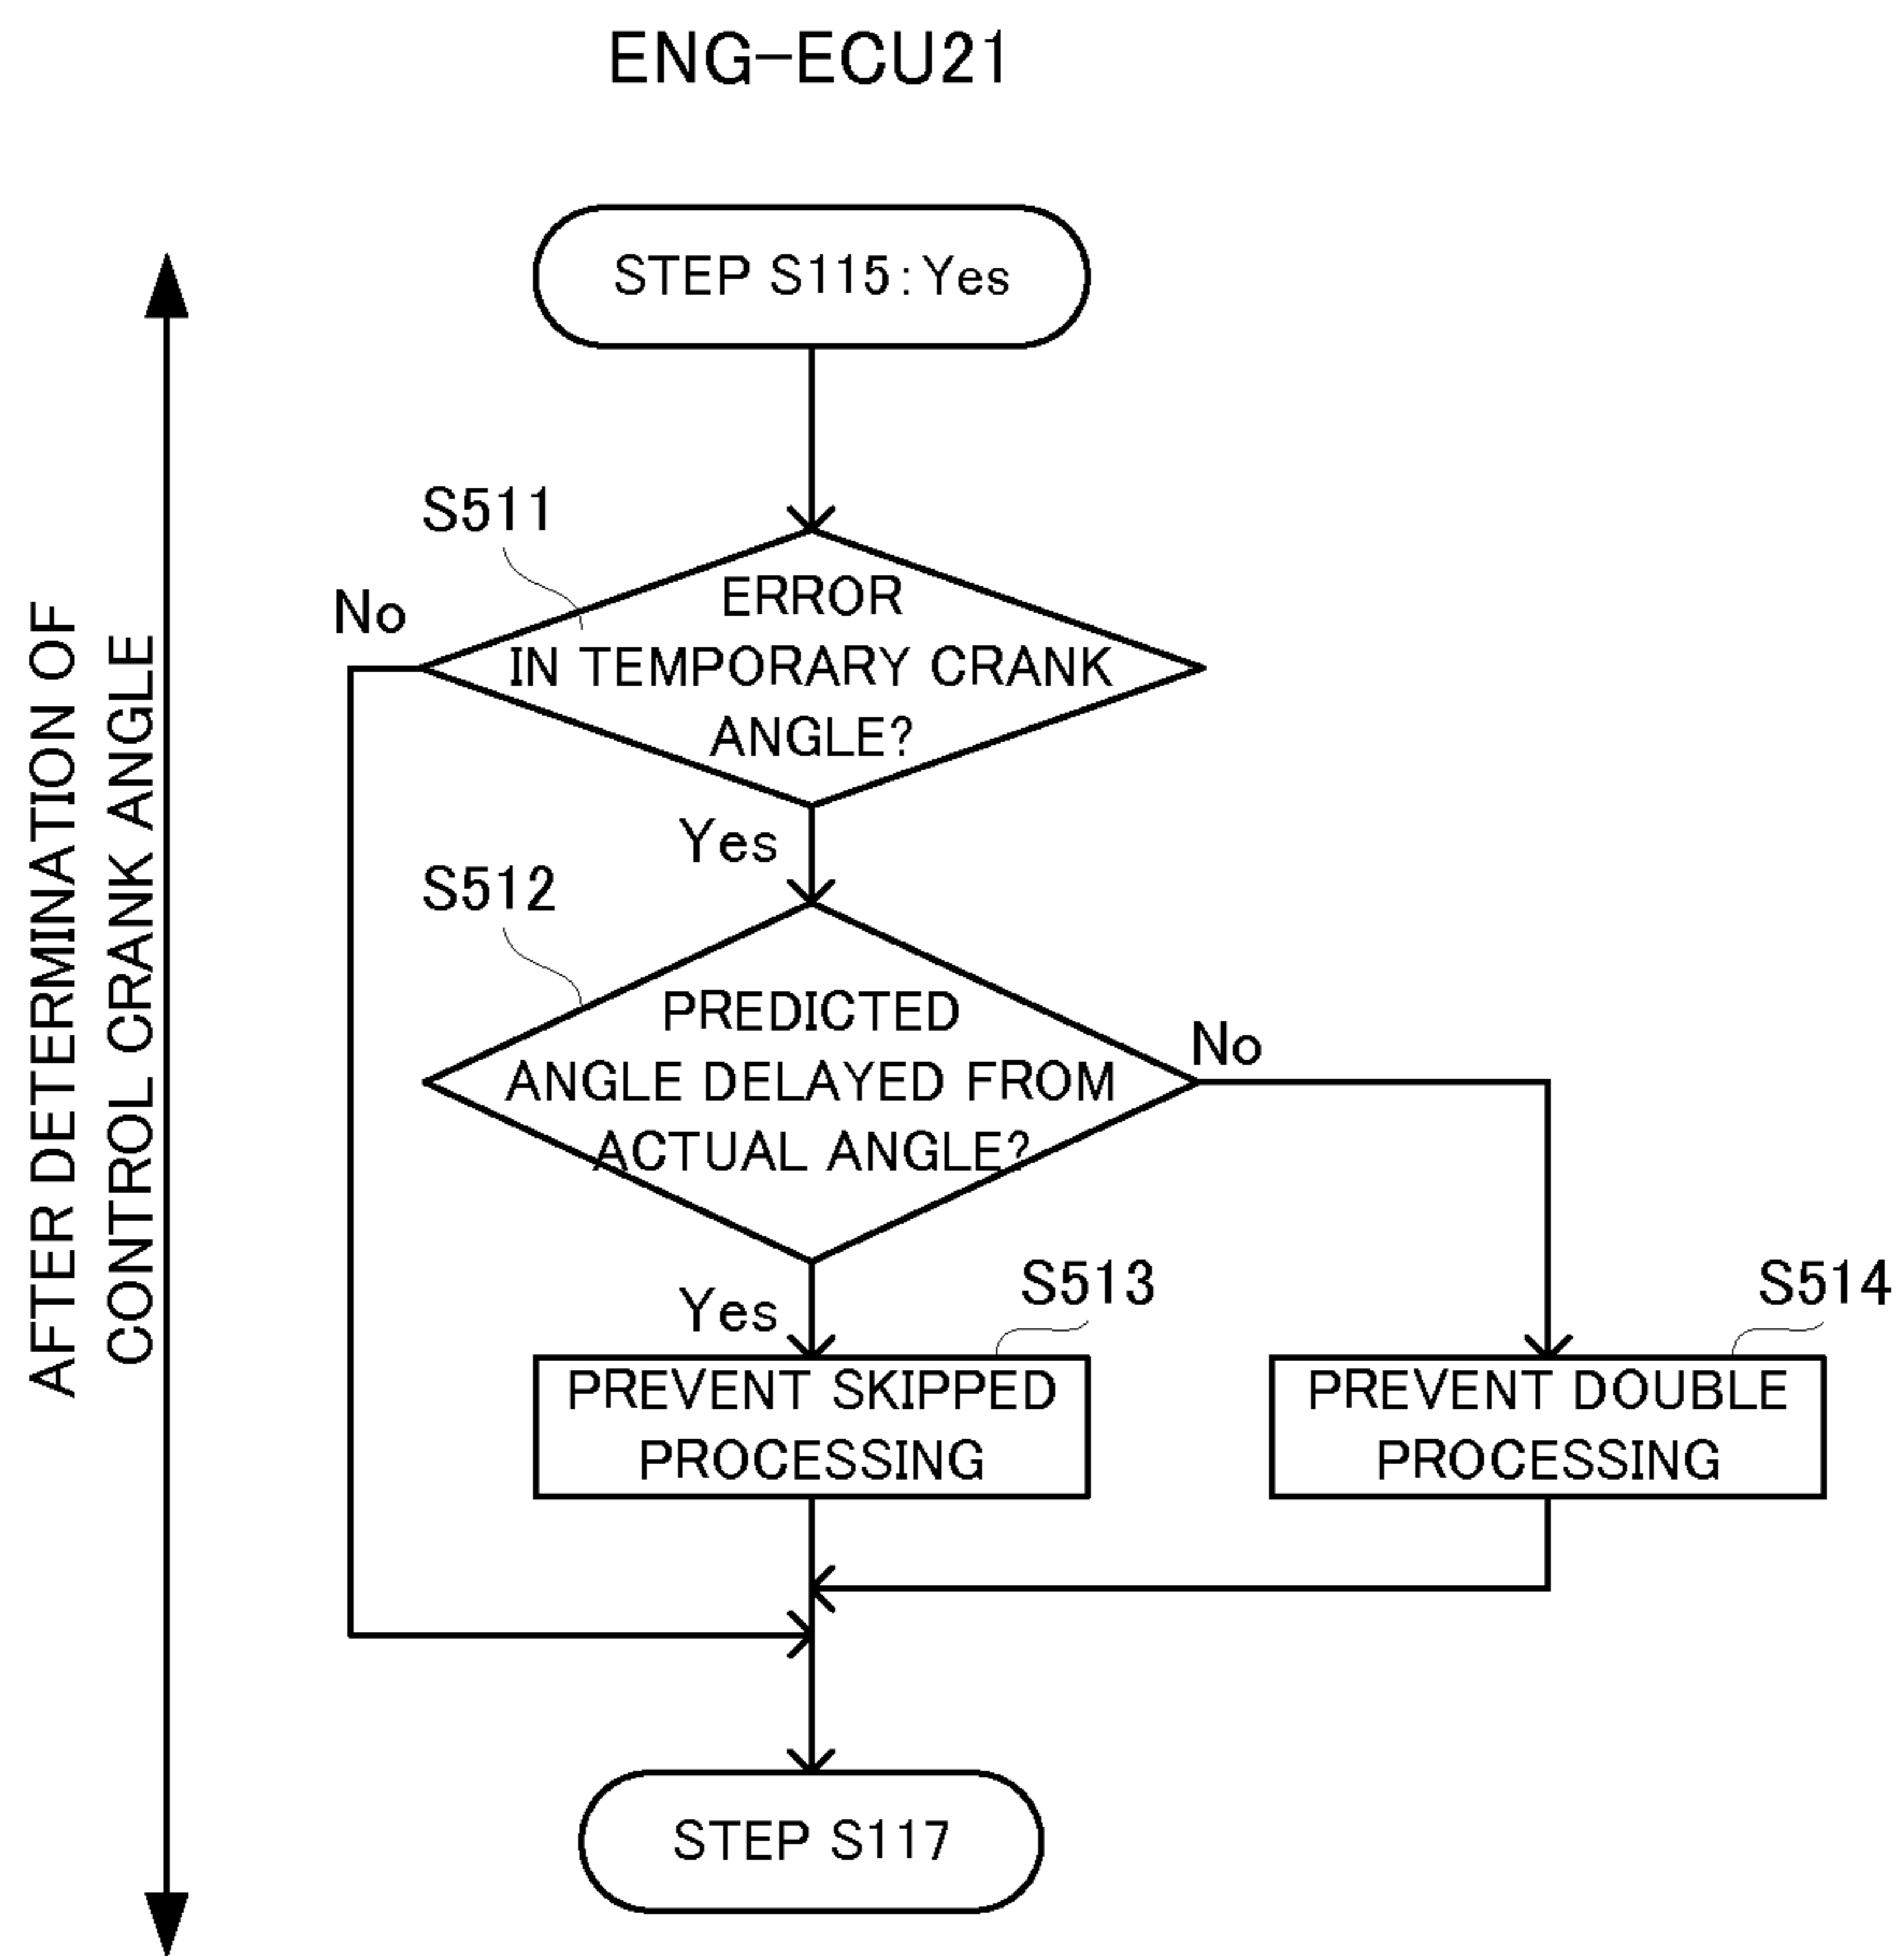 ENG-ECU21
STEP S115:Yes
AFTER DETERMINATION OF
CONTROL CRANK ANGLE
S511
No
ERROR
IN TEMPORARY CRANK
ANGLE?
Yes
S512
PREDICTED
ANGLE DELAYED FROM
ACTUAL ANGLE?
No
Yes
S513
S514
PREVENT SKIPPED
PROCESSING
PREVENT DOUBLE
PROCESSING
STEP S117